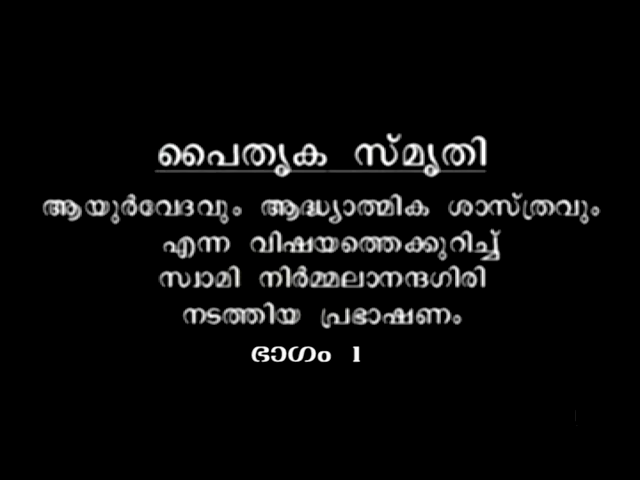 പൈതൃക സ്മൃതി
ആയുർവേദവും ആദ്ധ്യാത്മിക ശാസ്ത്രവും
എന്ന വിഷയത്തെക്കുറിച്ച്
സ്വാമി നിർമ്മലാനന്ദഗിരി
നടത്തിയ പ്രഭാഷണം
ഭാഗം 1